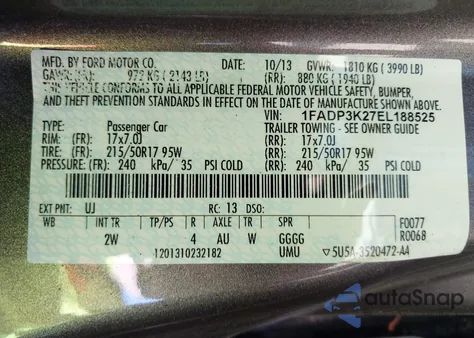 MFD. BY FORD MOTOR CO. DATE: 10/13 GVWR: 1810 KG ( 3990 LB)
GAWR(FR): 972 KG ( 2143 LB) (RR): 880 KG ( 1940 LB)
THIS VEHICLE CONFORMS TO ALL APPLICABLE FEDERAL MOTOR VEHICLE SAFETY, BUMPER,
AND THEFT PREVENTION STANDARDS IN EFFECT ON THE DATE OF MANUFACTURE SHOWN ABOVE.
VIN: 1FADP3K27EL188525
TYPE: Passenger Car TRAILER TOWING - SEE OWNERS GUIDE
RIM: (FR) 17x7.0J (RR) 17x7.0J
TIRE: (FR) 215/50R17 95W (RR) 215/50R17 95W
PRESSURE: (FR) 240 kPa/ 35 PSI COLD (RR) 240 kPa/ 35 PSI COLD
EXT PNT: UJ RC: 13 DSO: F0077
WB INT TR TP/PS R AXLE TR SPR R0068
2W 4 AU W GGGG
1201310232182 UMU ▽5U5A-3520472-AA
autoSnap